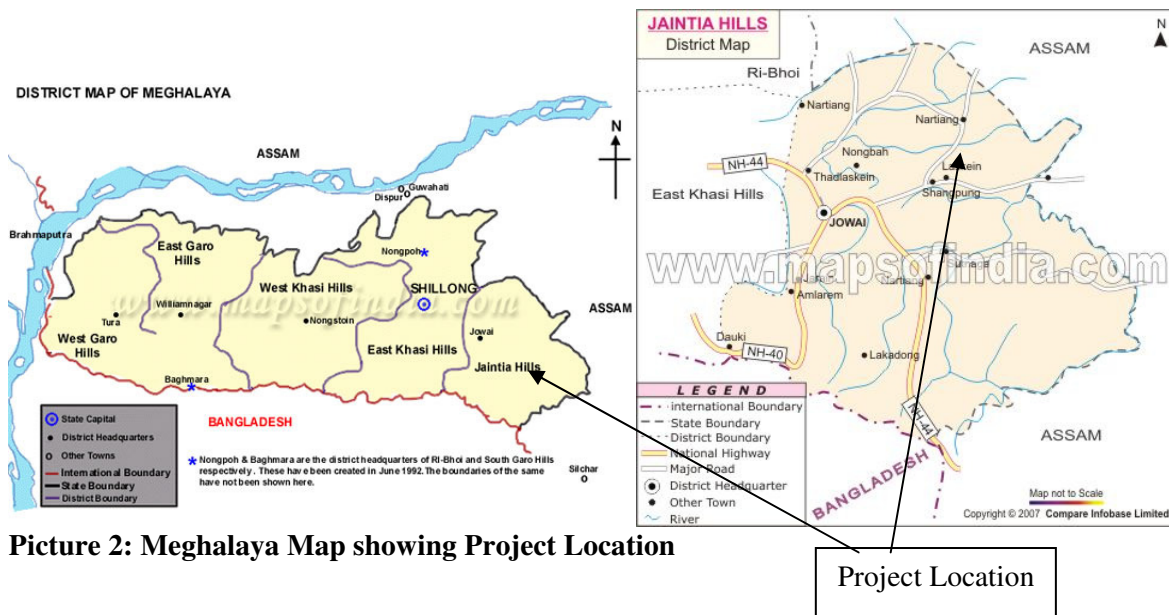 DISTRICT MAP OF MEGHALAYA
N
ASSAM
Guwahati
Dispur
Brahmaputra
East Garo
Hills
Nongpoh*
West Khasi Hills
SHILLONG
www.mapsofindia.com
Williamnagar
ASSAM
Tura
Nongstoin
Jowai
West Garo
Hills
East Khasi Hills
Jaintia Hills
Baghmara
*
BANGLADESH
State Capital
District Headquarters
Other Towns
International Boundary
State Boundary
District Boundary
* Nongpoh & Baghmara are the district headquarters of RI-Bhoi and South Garo Hills
respectively. These have been created in June 1992. The boundaries of the same
have not been shown here.
Silchar
JAINTIA HILLS
District Map
N
ASSAM
Ri-Bhoi
Nartiang
Nartiang
NH-44
Nongbah
Thadlaskein
East Khasi Hills
Shangpung
JOWAI
www.mapsofindia.com
Amlarem
Dauki
NH-40
Lakadong
LEGEND
international Boundary
State Boundary
District Boundary
National Highway
Major Road
District Headquarter
Other Town
River
NH-44
ASSAM
BANGLADESH
Map not to Scale
Copyright © 2007 Compare Infobase Limited
Picture 2: Meghalaya Map showing Project Location
Project Location